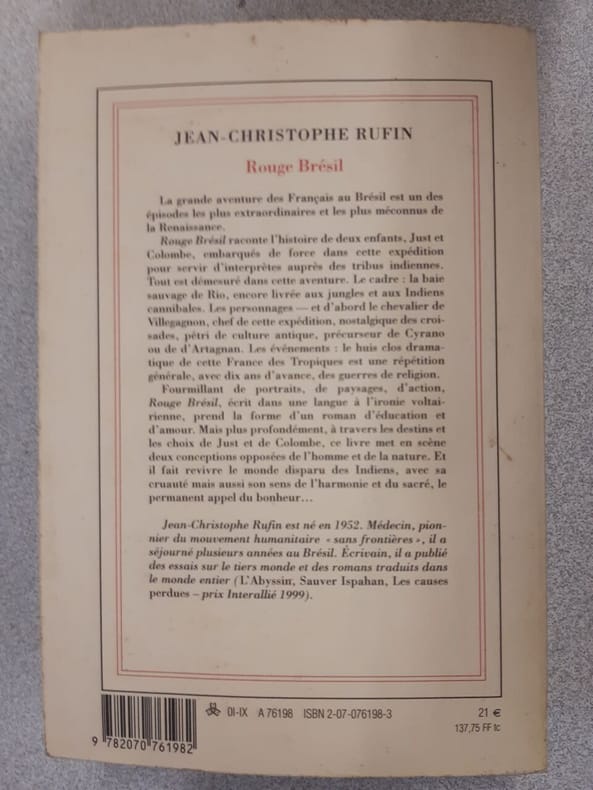 JEAN-CHRISTOPHE RUFIN
Rouge Brésil
La grande aventure des Français au Brésil est un des
épisodes les plus extraordinaires et les plus méconnus de
la Renaissance.
Rouge Brésil raconte l'histoire de deux enfants, Just et
Colombe, embarqués de force dans cette expédition
pour servir d'interprètes auprès des tribus indiennes.
Tout est démesuré dans cette aventure. Le cadre : la baie
sauvage de Rio, encore livrée aux jungles et aux Indiens
cannibales. Les personnages — et d'abord le chevalier de
Villegagnon, chef de cette expédition, nostalgique des croi-
sades, pétri de culture antique, précurseur de Cyrano
ou de d'Artagnan. Les événements : le huis clos drama-
tique de cette France des Tropiques est une répétition
générale, avec dix ans d'avance, des guerres de religion.
Fourmillant de portraits, de paysages, d'action,
Rouge Brésil, écrit dans une langue à l'ironie voltai-
rienne, prend la forme d'un roman d'éducation et
d'amour. Mais plus profondément, à travers les destins et
les choix de Just et de Colombe, ce livre met en scène
deux conceptions opposées de l'homme et de la nature. Et
il fait revivre le monde disparu des Indiens, avec sa
cruauté mais aussi son sens de l'harmonie et du sacré, le
permanent appel du bonheur...
Jean-Christophe Rufin est né en 1952. Médecin, pion-
nier du mouvement humanitaire « sans frontières », il a
séjourné plusieurs années au Brésil. Écrivain, il a publié
des essais sur le tiers monde et des romans traduits dans
le monde entier (L'Abyssin, Sauver Ispahan, Les causes
perdues – prix Interallié 1999).
01-IX A 76198 ISBN 2-07-076198-3 21 €
137,75 FF tc
9 782070 761982